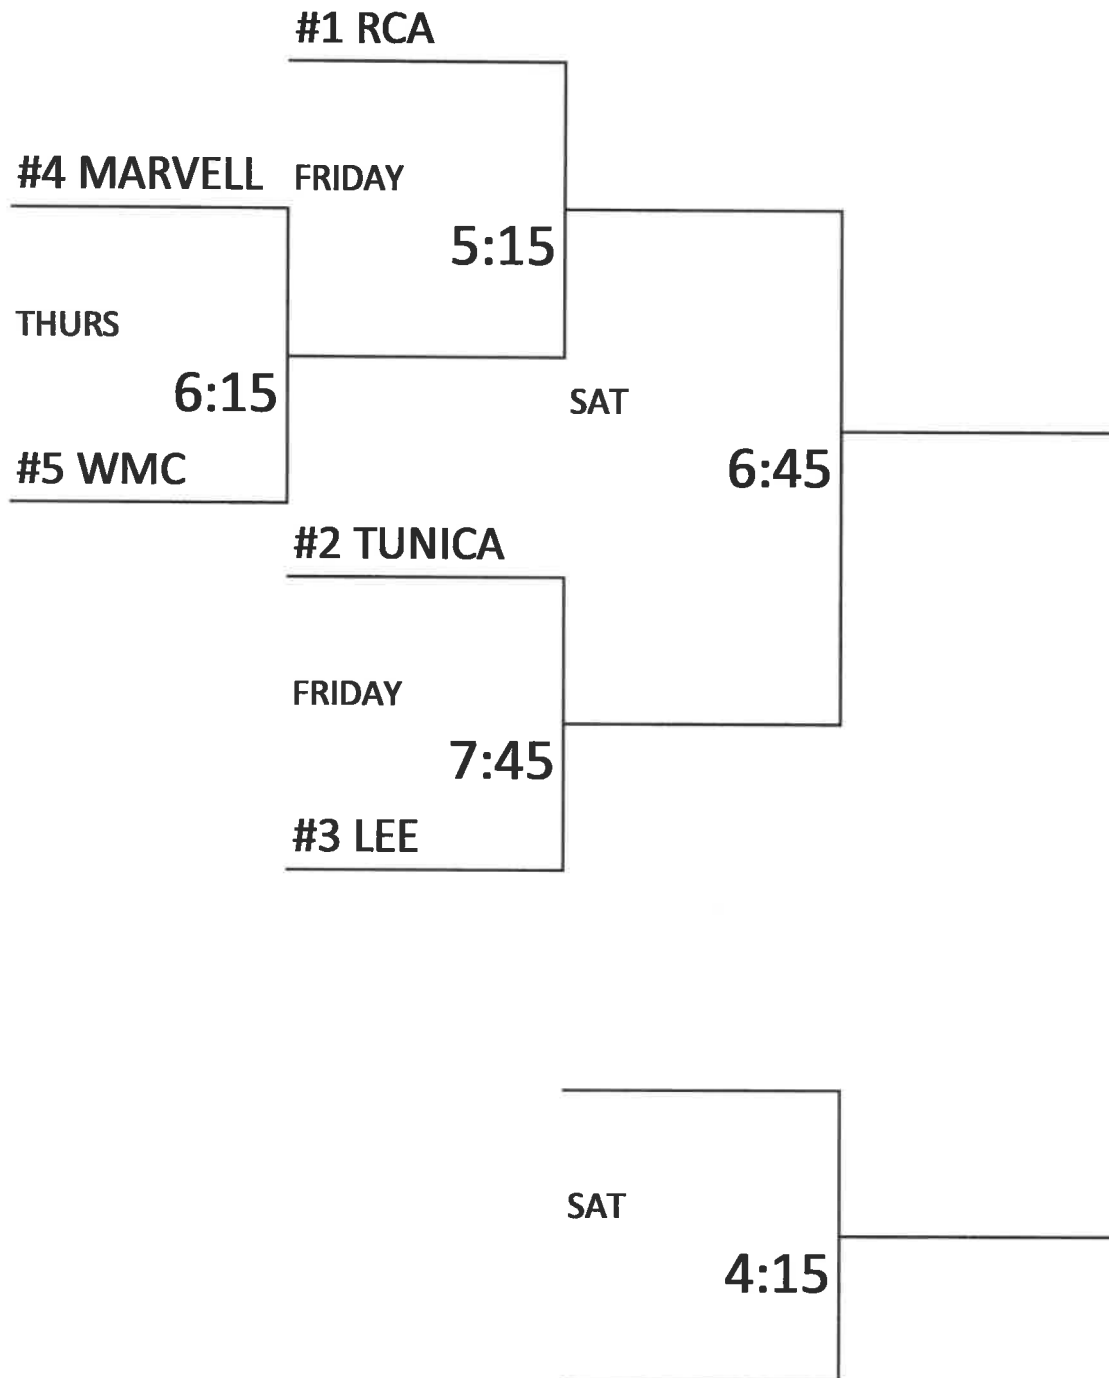 #1 RCA
#4 MARVELL
FRIDAY
5:15
THURS
6:15
SAT
6:45
#5 WMC
#2 TUNICA
FRIDAY
7:45
#3 LEE
SAT
4:15